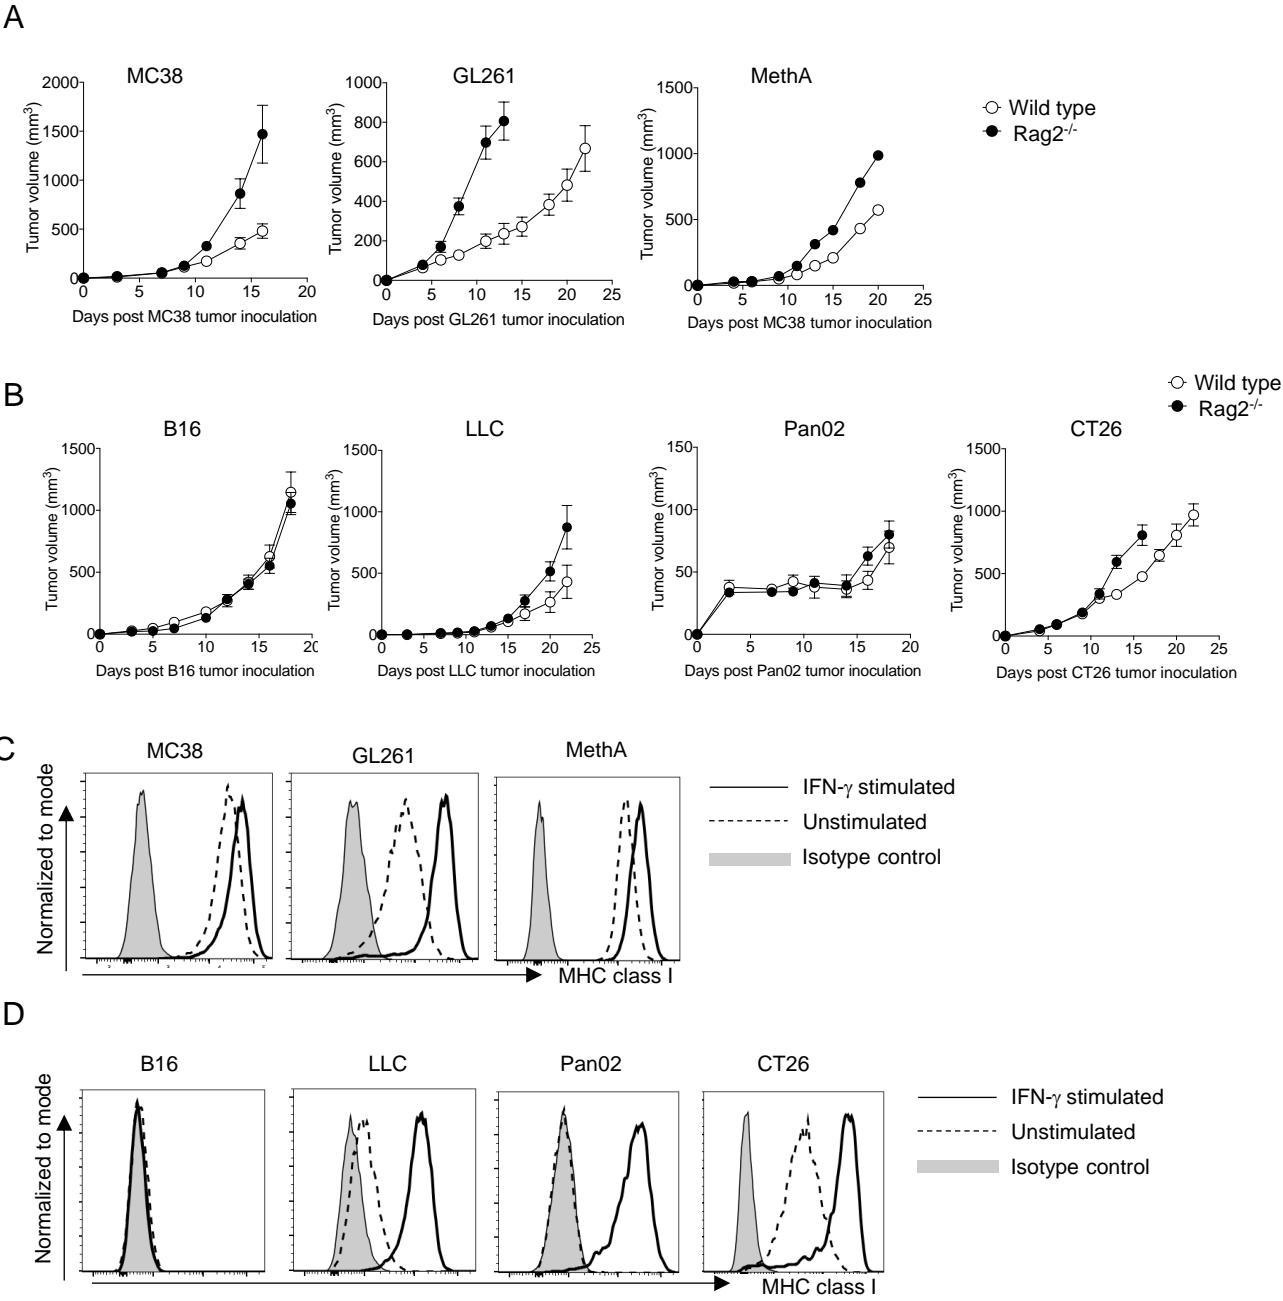 A
MC38
GL261
MethA
Wild type
Rag2-/-
Tumor volume (mm3)
2000
1500
1000
500
0
0 5 10 15 20
Days post MC38 tumor inoculation
Tumor volume (mm3)
1000
800
600
400
200
0
0 5 10 15 20 25
Days post GL261 tumor inoculation
Tumor volume (mm3)
1500
1000
500
0
0 5 10 15 20 25
Days post MC38 tumor inoculation
B
Wild type
Rag2-/-
B16
LLC
Pan02
CT26
Tumor volume (mm3)
1500
1000
500
0
0 5 10 15 20
Days post B16 tumor inoculation
Tumor volume (mm3)
1500
1000
500
0
0 5 10 15 20 25
Days post LLC tumor inoculation
Tumor volume (mm3)
150
100
50
0
0 5 10 15 20
Days post Pan02 tumor inoculation
Tumor volume (mm3)
1500
1000
500
0
0 5 10 15 20 25
Days post CT26 tumor inoculation
C
MC38
GL261
MethA
Normalized to mode
IFN-γ stimulated
Unstimulated
Isotype control
MHC class I
D
B16
LLC
Pan02
CT26
Normalized to mode
IFN-γ stimulated
Unstimulated
Isotype control
MHC class I